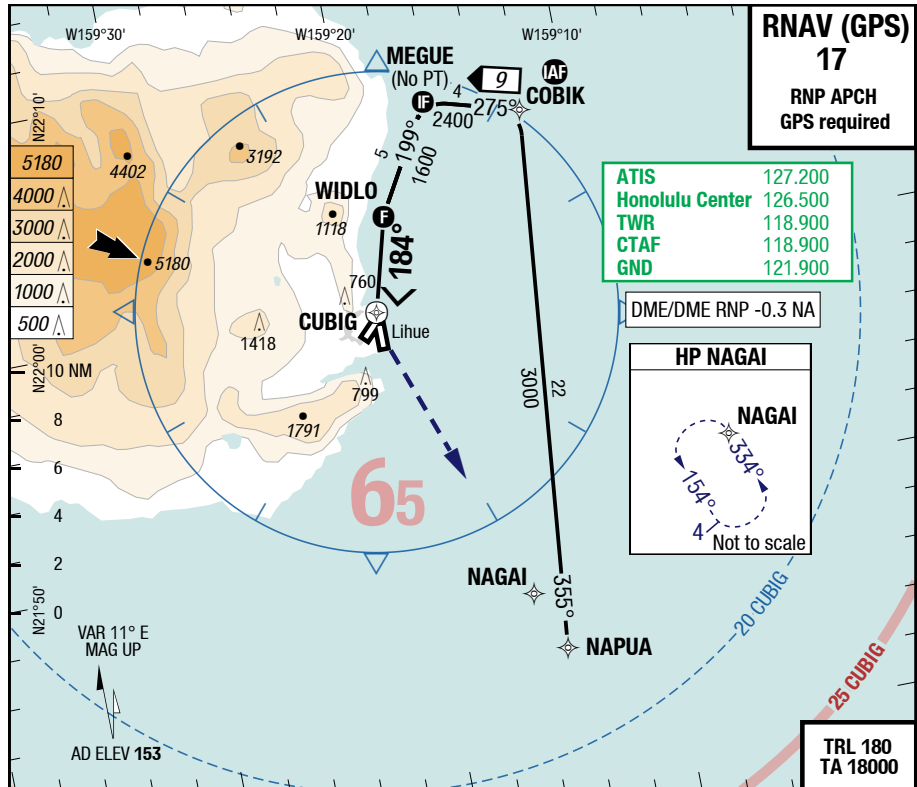 W159°30'
W159°20'
W159°10'
RNAV (GPS)
17
RNP APCH
GPS required
MEGUE
(No PT)
IF
4
2400
275°
9
IAF
COBIK
N22°10'
5
199°
1600
4402
3192
5180
4000
3000
2000
1000
500
WIDLO
F
1118
184°
5180
760
CUBIG
Lihue
1418
799
1791
ATIS 127.200
Honolulu Center 126.500
TWR 118.900
CTAF 118.900
GND 121.900
DME/DME RNP -0.3 NA
HP NAGAI
NAGAI
334°
154°
4
Not to scale
N22°00'
10 NM
8
6
4
2
0
22
3000
65
NAGAI
355°
NAPUA
N21°50'
20 CUBIG
25 CUBIG
VAR 11° E
MAG UP
AD ELEV 153
TRL 180
TA 18000